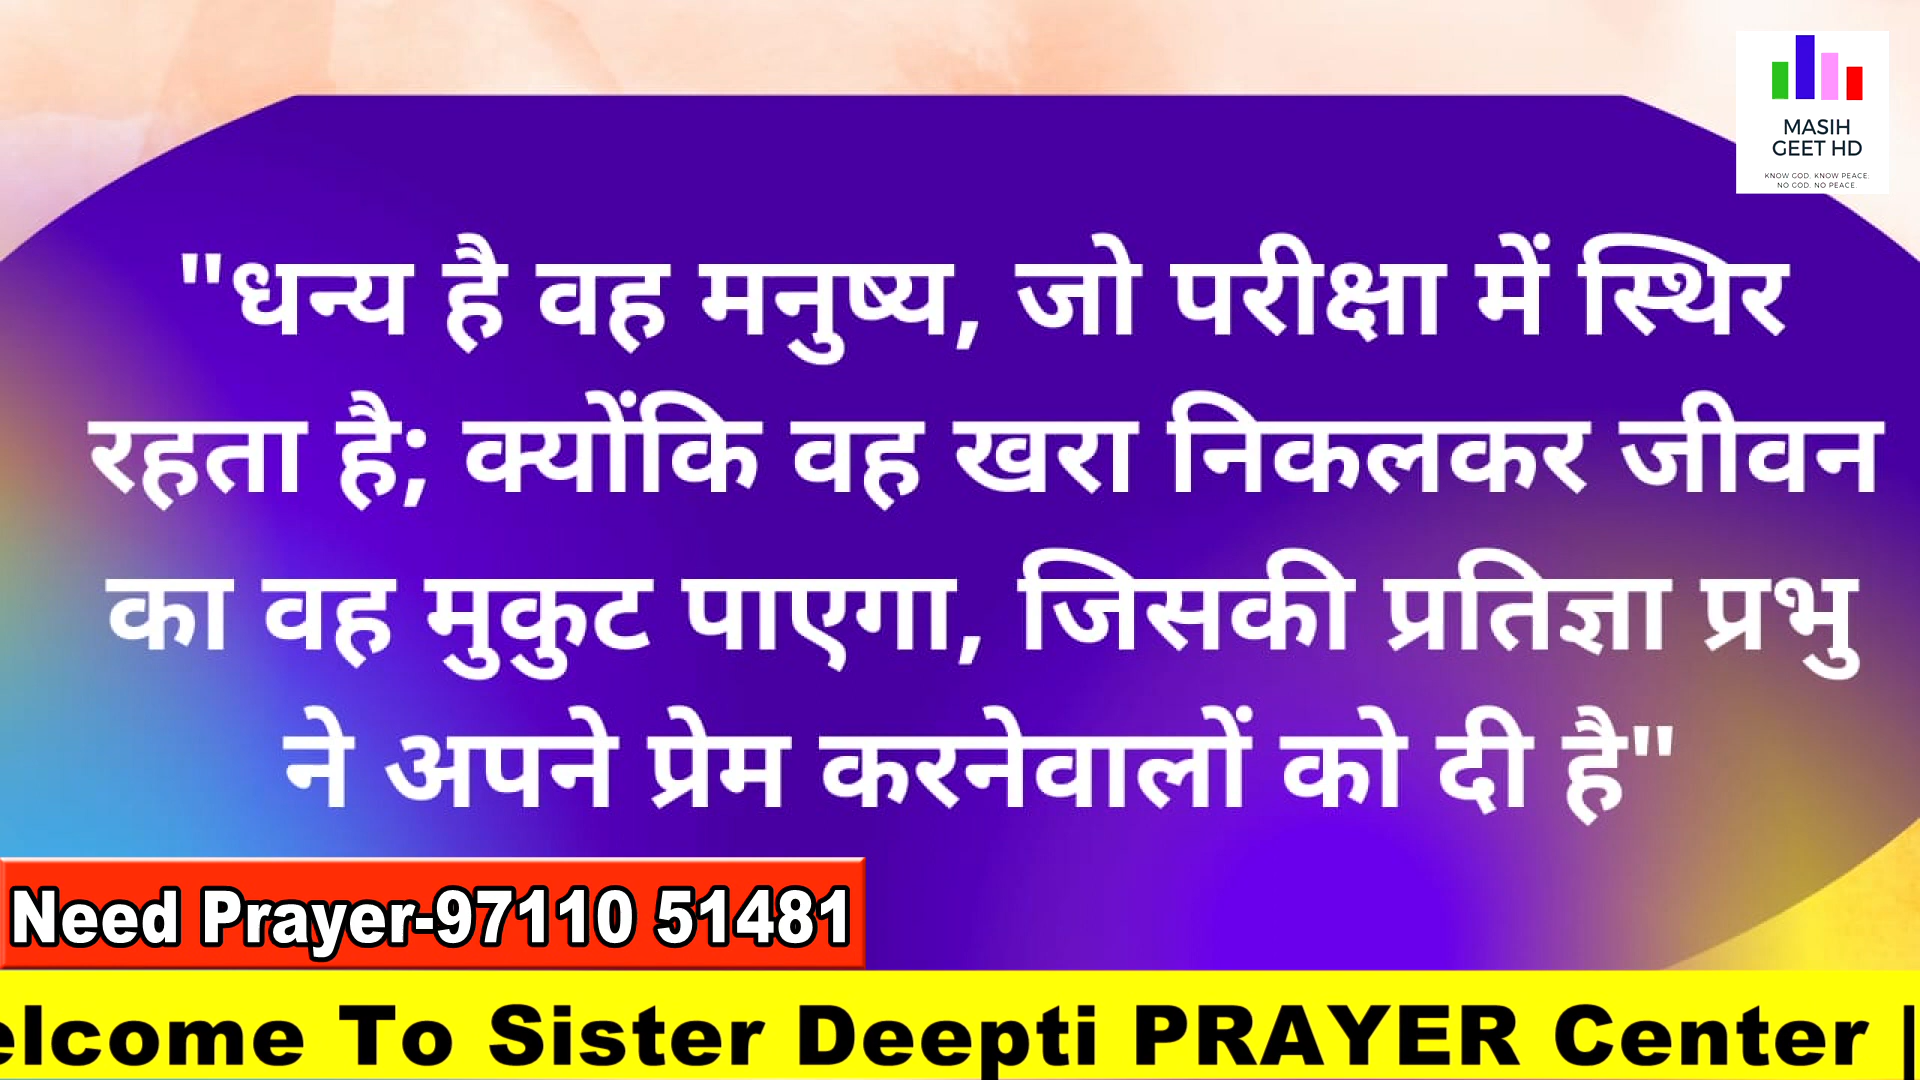 MASIH
GEET HD
KNOW GOD. KNOW PEACE.
NO GOD. NO PEACE.
"धन्य है वह मनुष्य, जो परीक्षा में स्थिर
रहता है; क्योंकि वह खरा निकलकर जीवन
का वह मुकुट पाएगा, जिसकी प्रतिज्ञा प्रभु
ने अपने प्रेम करनेवालों को दी है"
Need Prayer-97110 51481
elcome To Sister Deepti PRAYER Center |